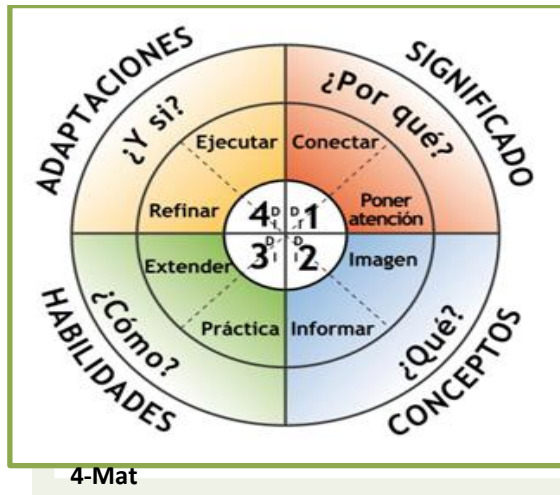 ADAPTACIONES
SIGNIFICADO
¿Y si?
¿Por qué?
Ejecutar
Conectar
Refinar
Poner
atención
4
D
r
D
r
1
3
D
i
D
i
2
Extender
Imagen
Práctica
Informar
¿Cómo?
¿Qué?
HABILIDADES
CONCEPTOS
4-Mat